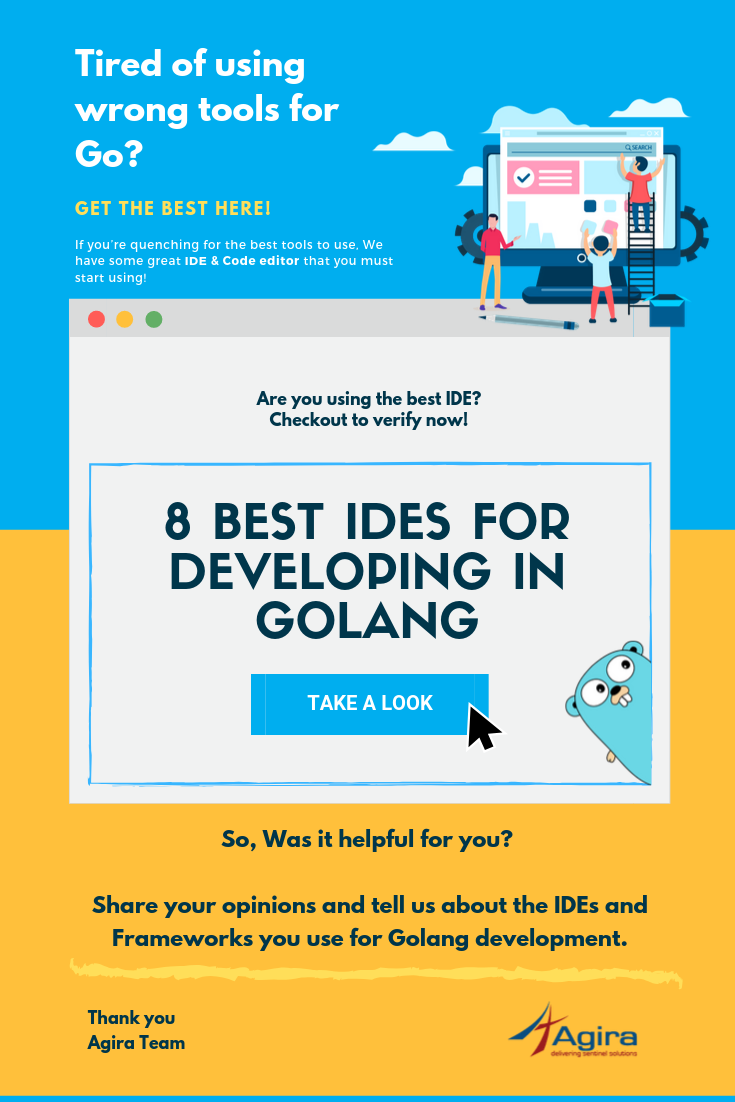 Tired of using
wrong tools for
Go?
GET THE BEST HERE!
If you're quenching for the best tools to use, We
have some great IDE & Code editor that you must
start using!
SEARCH
Are you using the best IDE?
Checkout to verify now!
8 BEST IDES FOR
DEVELOPING IN
GOLANG
TAKE A LOOK
So, Was it helpful for you?
Share your opinions and tell us about the IDEs and
Frameworks you use for Golang development.
Thank you
Agira Team
Agira
delivering sentinel solutions